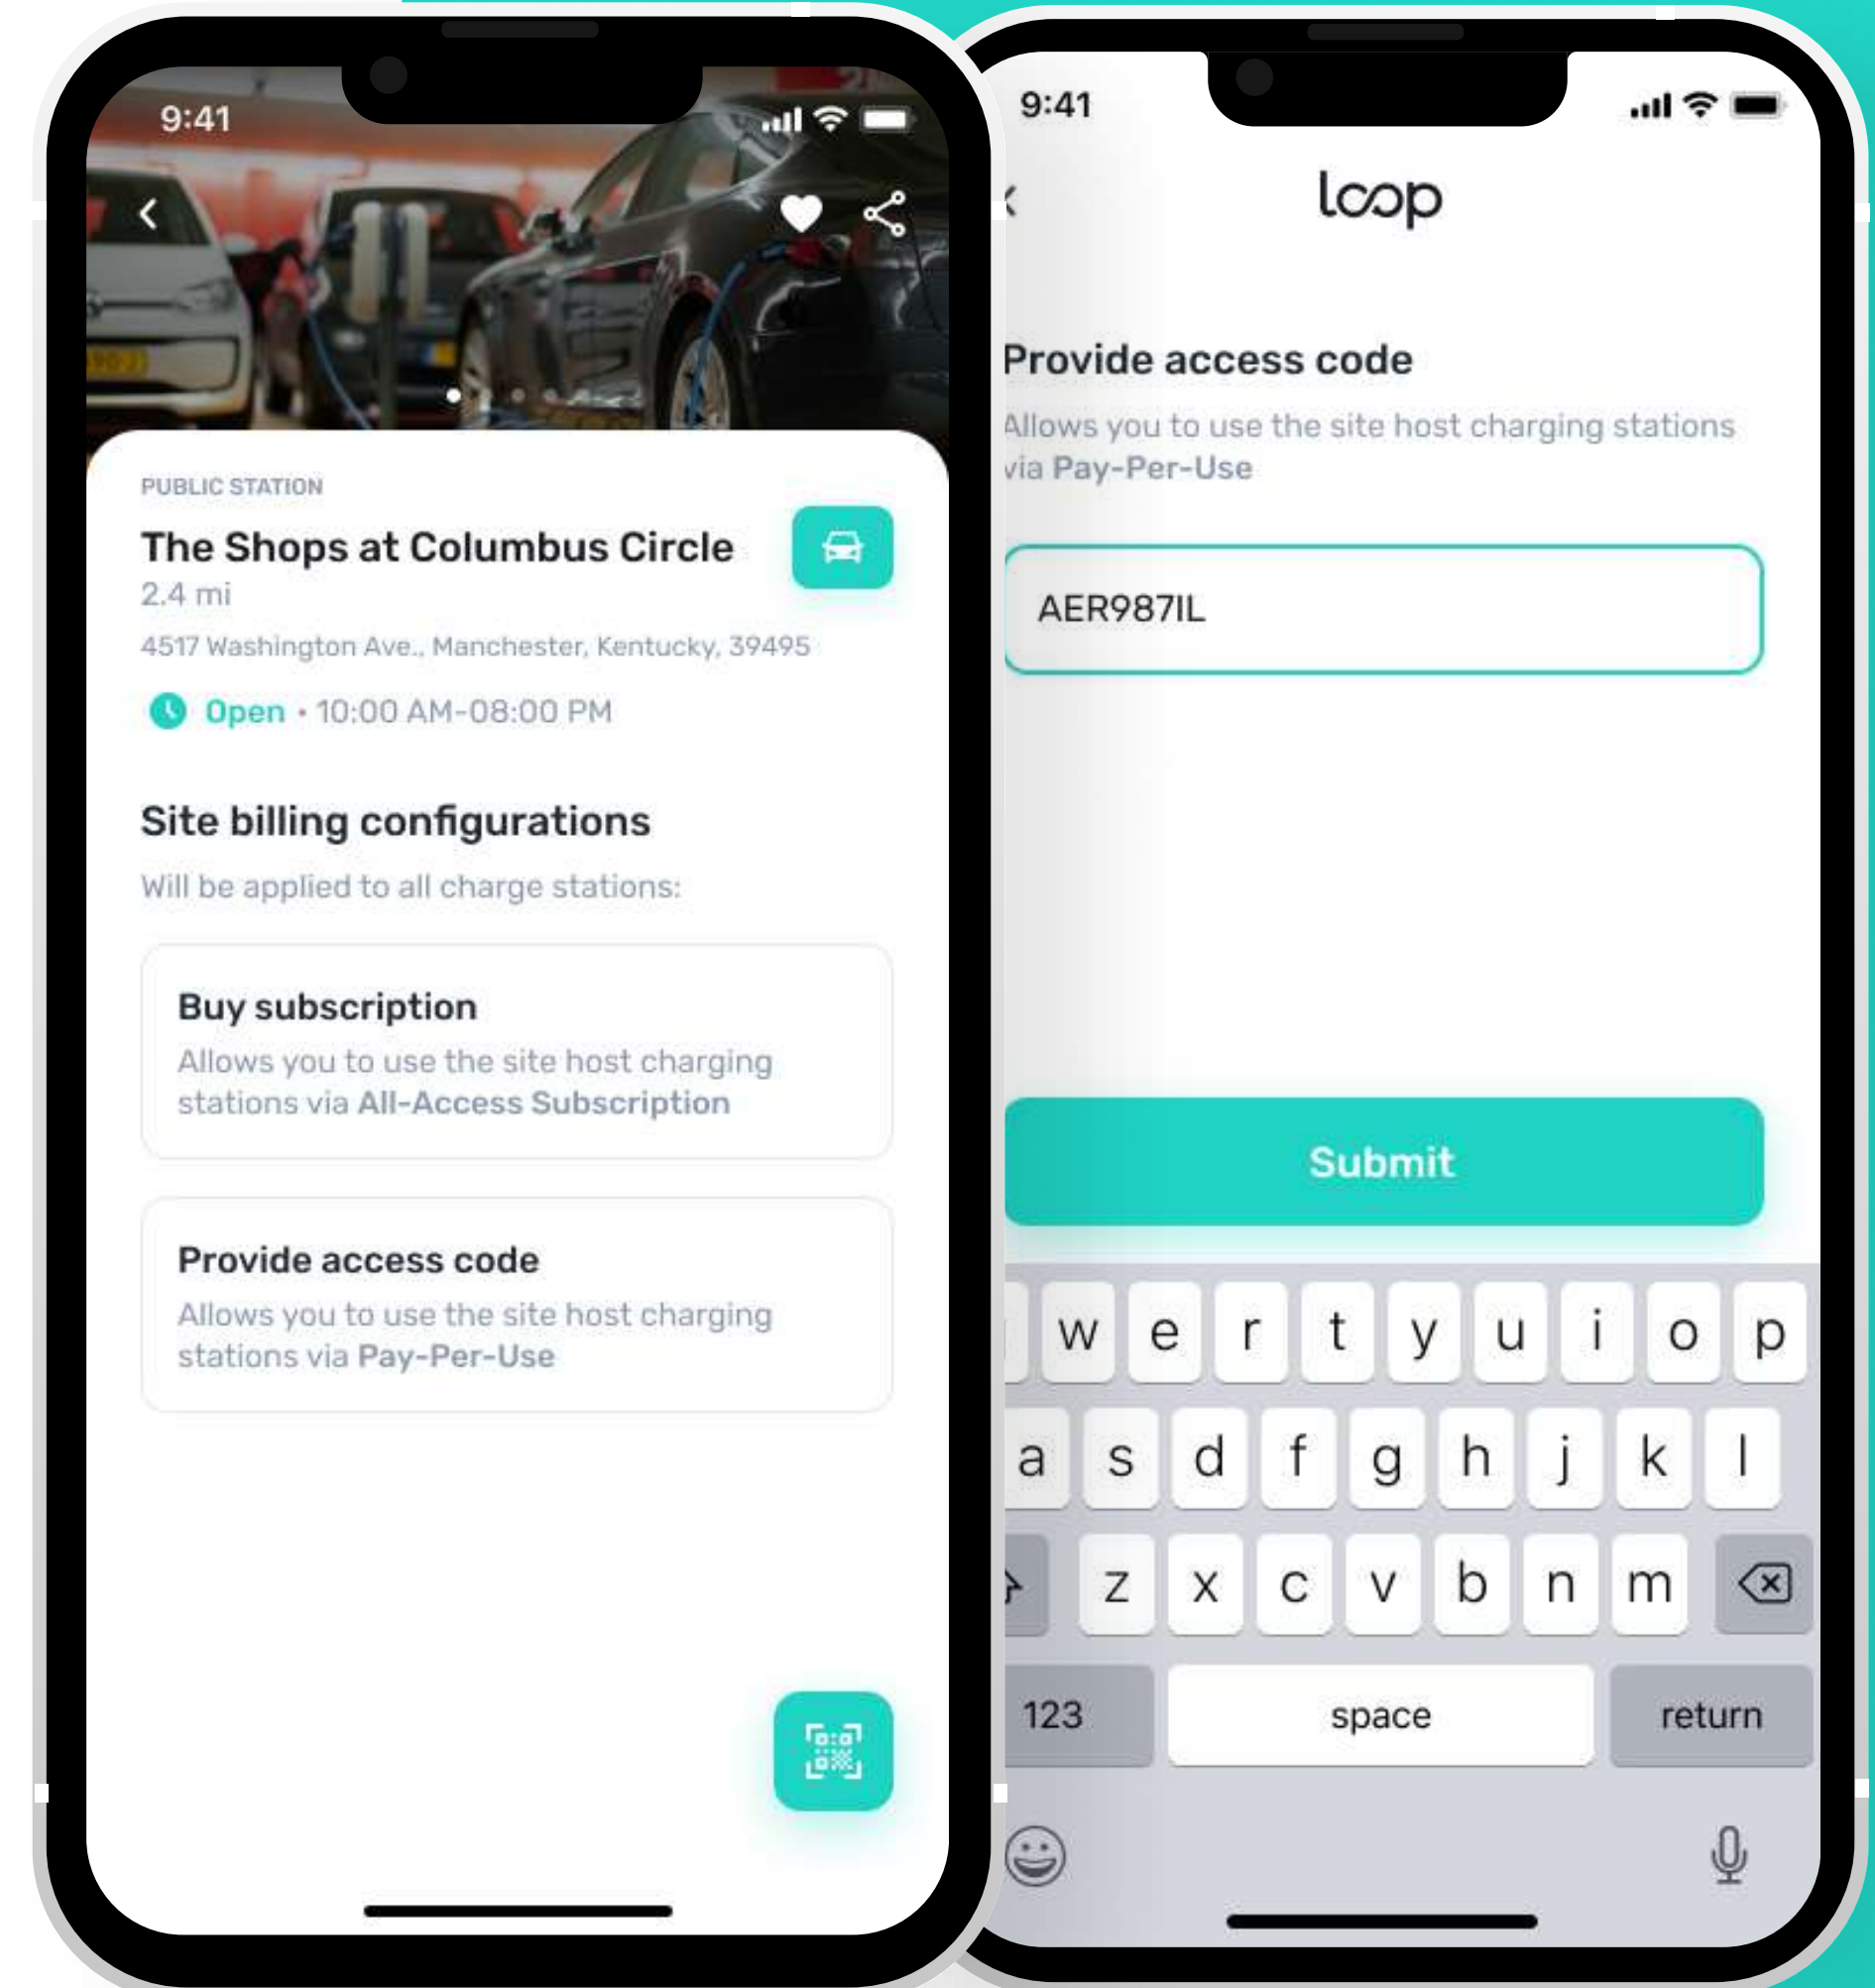 9:41
PUBLIC STATION
The Shops at Columbus Circle
2.4 mi
4517 Washington Ave., Manchester, Kentucky, 39495
Open • 10:00 AM-08:00 PM
Site billing configurations
Will be applied to all charge stations:
Buy subscription
Allows you to use the site host charging
stations via All-Access Subscription
Provide access code
Allows you to use the site host charging
stations via Pay-Per-Use
9:41
loop
Provide access code
Allows you to use the site host charging stations
via Pay-Per-Use
AER987IL
Submit
w e r t y u i o p
a s d f g h j k l
z x c v b n m
123 space return